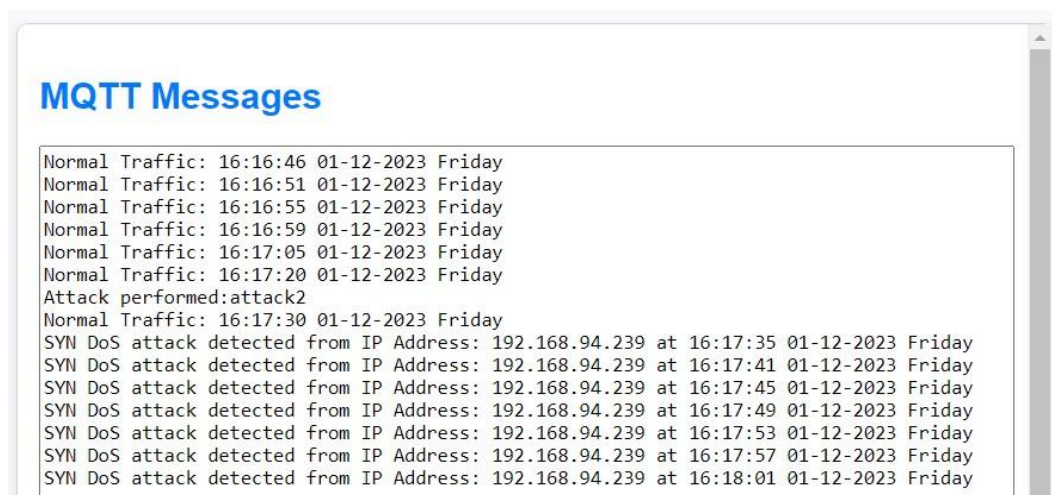 MQTT Messages
Normal Traffic: 16:16:46 01-12-2023 Friday
Normal Traffic: 16:16:51 01-12-2023 Friday
Normal Traffic: 16:16:55 01-12-2023 Friday
Normal Traffic: 16:16:59 01-12-2023 Friday
Normal Traffic: 16:17:05 01-12-2023 Friday
Normal Traffic: 16:17:20 01-12-2023 Friday
Attack performed:attack2
Normal Traffic: 16:17:30 01-12-2023 Friday
SYN DoS attack detected from IP Address: 192.168.94.239 at 16:17:35 01-12-2023 Friday
SYN DoS attack detected from IP Address: 192.168.94.239 at 16:17:41 01-12-2023 Friday
SYN DoS attack detected from IP Address: 192.168.94.239 at 16:17:45 01-12-2023 Friday
SYN DoS attack detected from IP Address: 192.168.94.239 at 16:17:49 01-12-2023 Friday
SYN DoS attack detected from IP Address: 192.168.94.239 at 16:17:53 01-12-2023 Friday
SYN DoS attack detected from IP Address: 192.168.94.239 at 16:17:57 01-12-2023 Friday
SYN DoS attack detected from IP Address: 192.168.94.239 at 16:18:01 01-12-2023 Friday